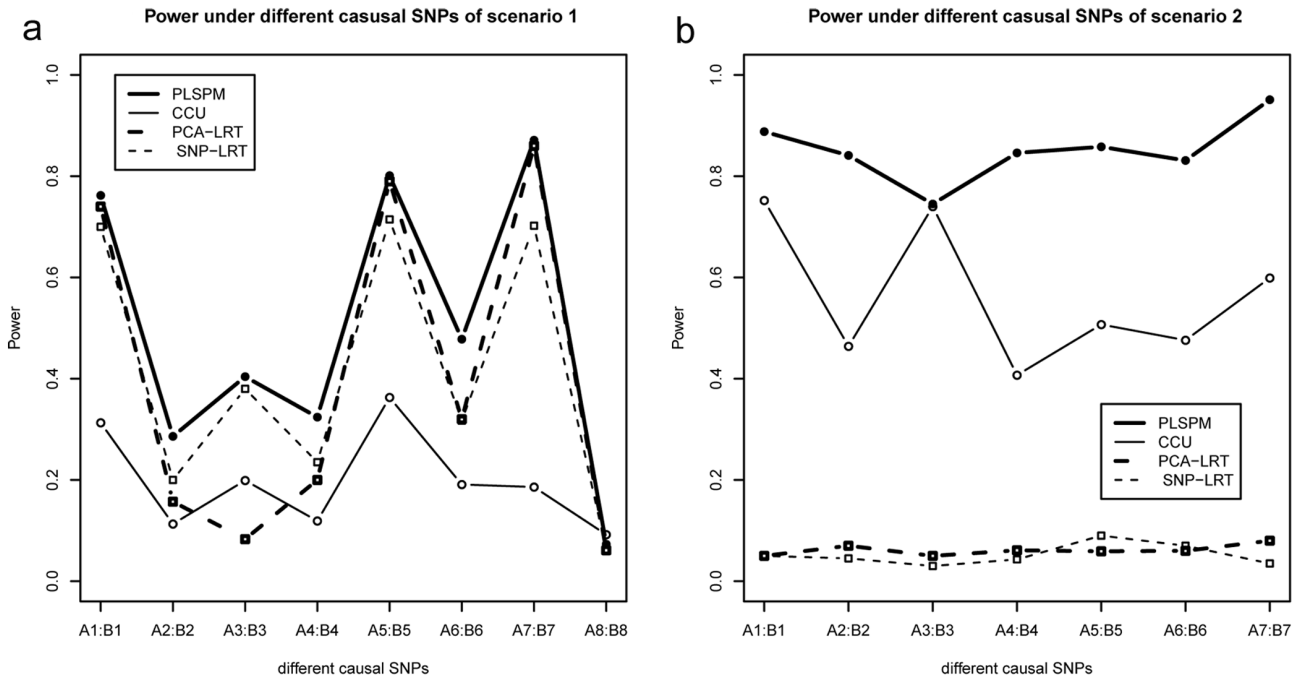 a
Power under different casusal SNPs of scenario 1
PLSPM
CCU
PCA−LRT
SNP−LRT
Power
1.0
0.8
0.6
0.4
0.2
0.0
A1:B1 A2:B2 A3:B3 A4:B4 A5:B5 A6:B6 A7:B7 A8:B8
different causal SNPs
b
Power under different casusal SNPs of scenario 2
Power
1.0
0.8
0.6
0.4
0.2
0.0
PLSPM
CCU
PCA−LRT
SNP−LRT
A1:B1 A2:B2 A3:B3 A4:B4 A5:B5 A6:B6 A7:B7
different causal SNPs